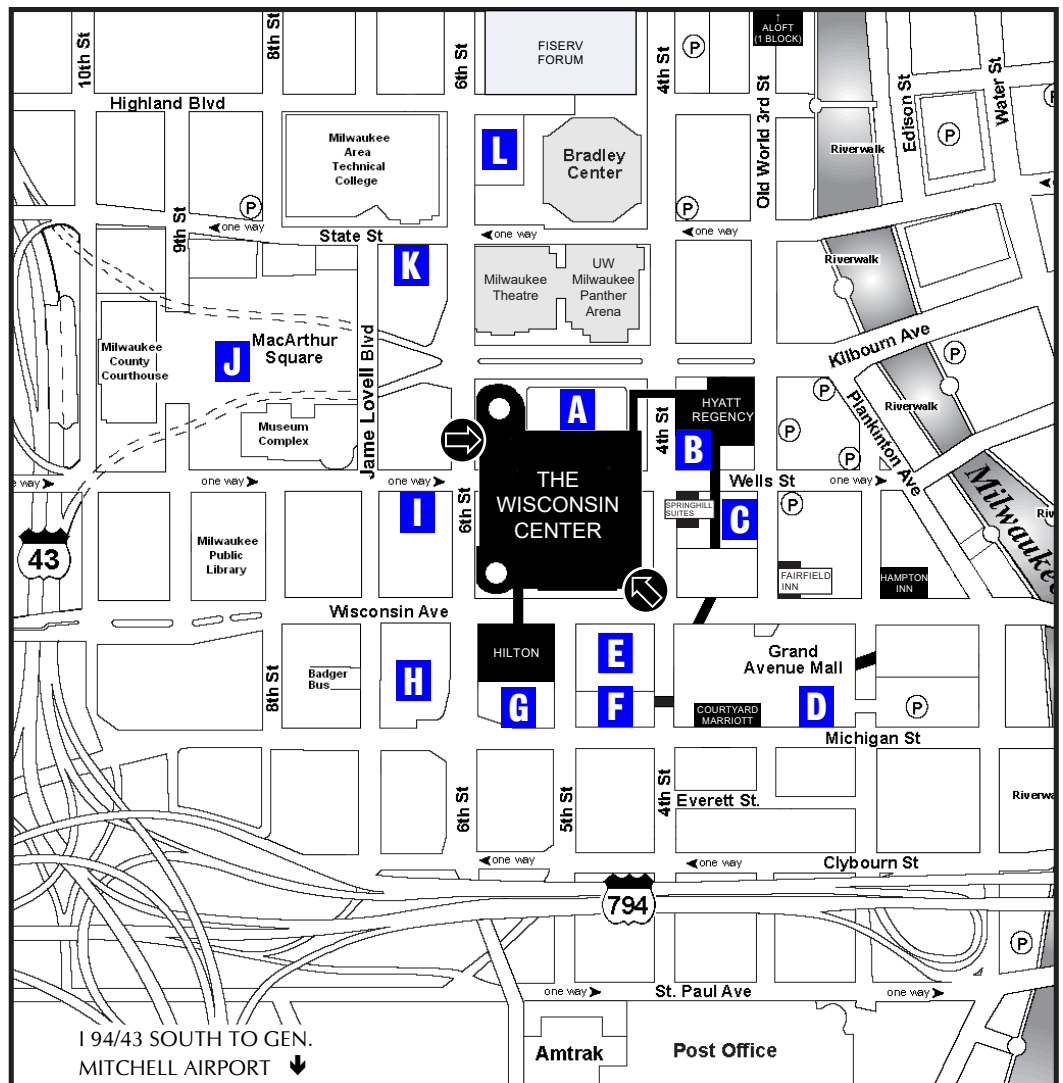 10th St
8th St
6th St
FISERV
FORUM
4th St
P
↑
ALOFT
(1 BLOCK)
Old World 3rd St
Edison St
Water St
Highland Blvd
Milwaukee
Area
Technical
College
L
Bradley
Center
Riverwalk
P
9th St
P
one way
State St
one way
P
one way
K
Milwaukee
Theatre
UW
Milwaukee
Panther
Arena
Riverwalk
Kilbourn Ave
P
Milwaukee
County
Courthouse
J
MacArthur
Square
Jame Lovell Blvd
Museum
Complex
A
4th St
HYATT
REGENCY
B
P
P
Plankinton Ave
Riverwalk
P
one way
one way
one way
Wells St
one way
THE
WISCONSIN
CENTER
I
6th St
SPRINGHILL
SUITES
C
P
P
Milwaukee
Riv
43
Milwaukee
Public
Library
FAIRFIELD
INN
HAMPTON
INN
Wisconsin Ave
8th St
Badger
Bus
H
HILTON
G
E
F
Grand
Avenue Mall
COURTYARD
MARRIOTT
D
P
Michigan St
6th St
5th St
4th St
Everett St.
Riverwa
one way
one way
Clybourn St
794
P
one way
St. Paul Ave
one way
I 94/43 SOUTH TO GEN.
MITCHELL AIRPORT
Amtrak
Post Office